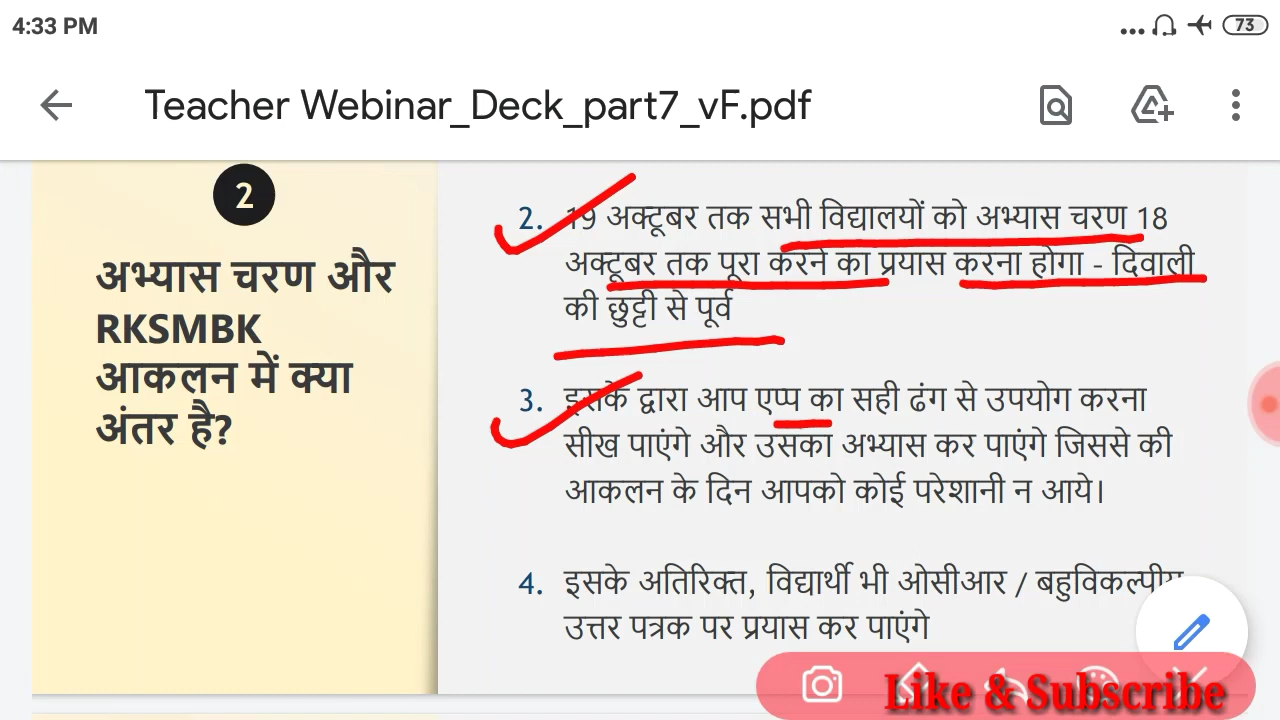 4:33 PM
73
Teacher Webinar_Deck_part7_vF.pdf
2
अभ्यास चरण और
RKSMBK
आकलन में क्या
अंतर है?
2. 19 अक्टूबर तक सभी विद्यालयों को अभ्यास चरण 18
अक्टूबर तक पूरा करने का प्रयास करना होगा - दिवाली
की छुट्टी से पूर्व
3. इसके द्वारा आप एप्प का सही ढंग से उपयोग करना
सीख पाएंगे और उसका अभ्यास कर पाएंगे जिससे की
आकलन के दिन आपको कोई परेशानी न आये।
4. इसके अतिरिक्त, विद्यार्थी भी ओसीआर / बहुविकल्पीय
उत्तर पत्रक पर प्रयास कर पाएंगे
Like & Subscribe